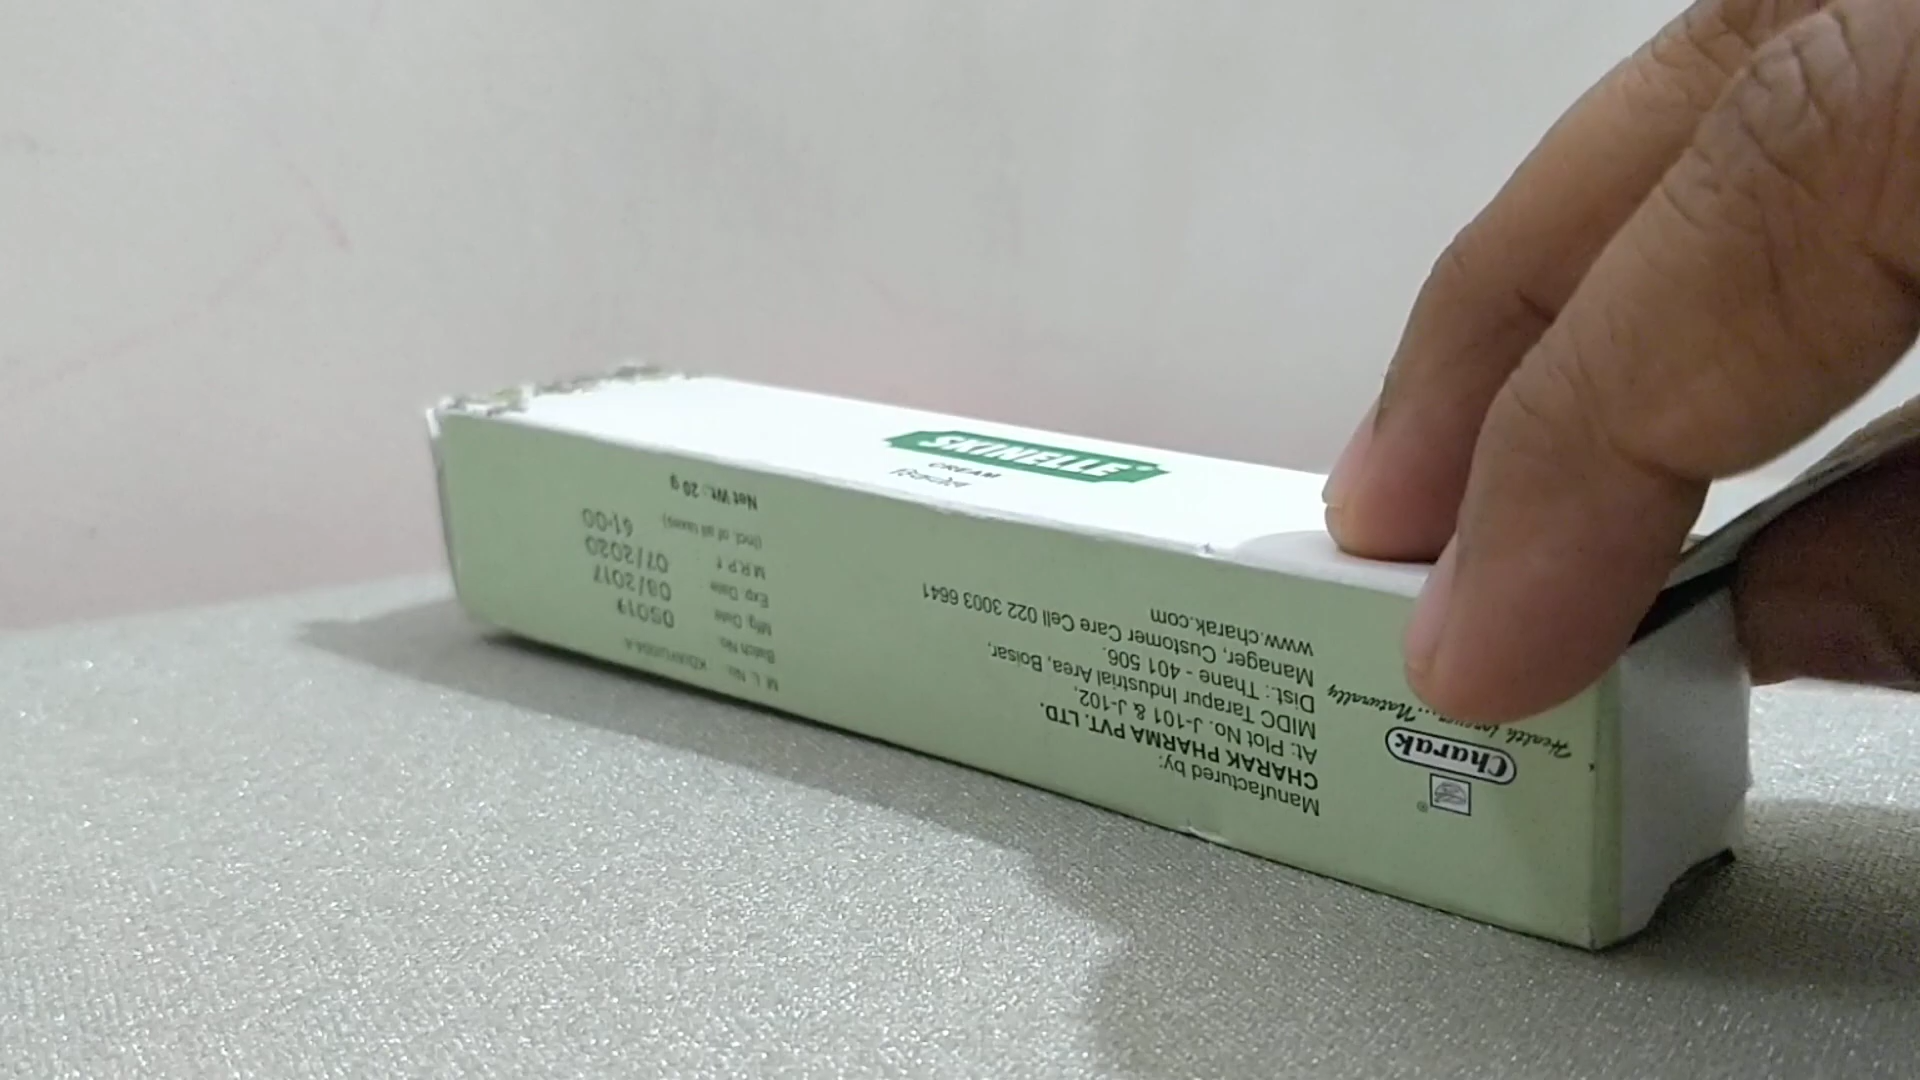 SKINELLE
CREAM
Charak
Manufactured by:
CHARAK PHARMA PVT. LTD.
At: Plot No. J-101 & J-102,
MIDC Tarapur Industrial Area, Boisar,
Dist.: Thane - 401 506.
Manager, Customer Care Cell 022 3003 6641
www.charak.com
M. L. No.
Batch No. 0S017
Mfg. Date 08/2017
Exp. Date 07/2020
M.R.P. ₹ 61-00
(Incl. of all taxes)
Net Wt.: 20 g